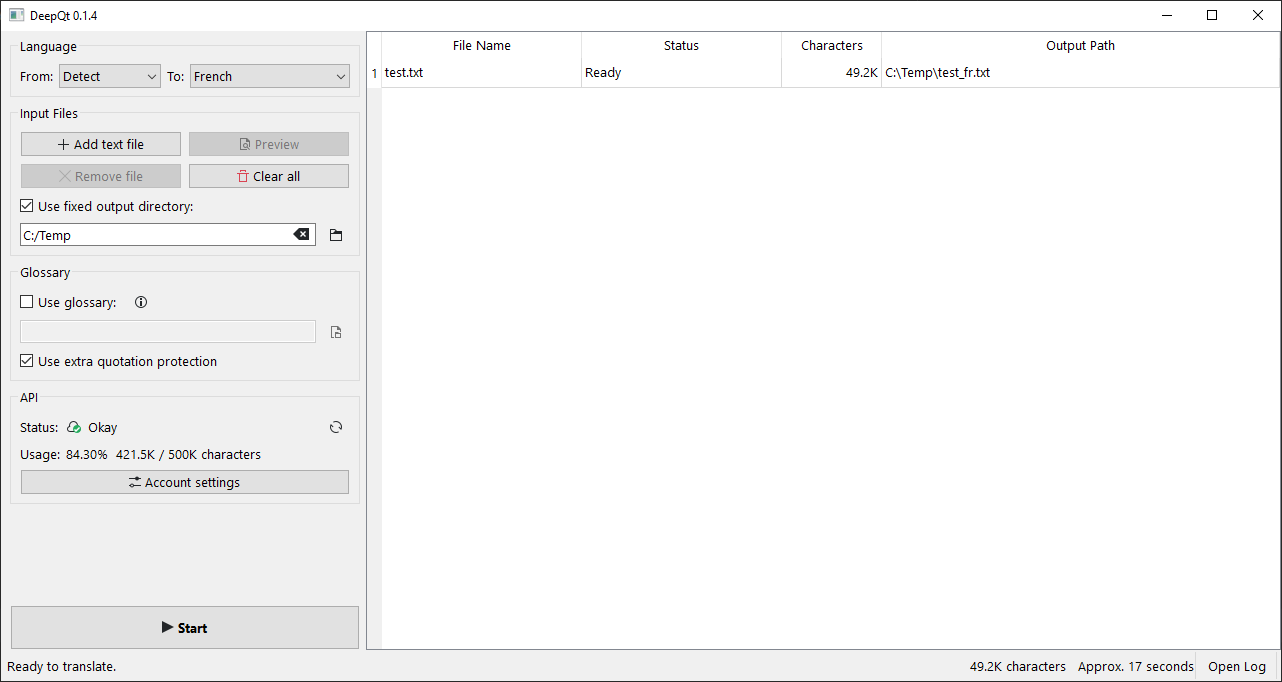 DeepQt 0.1.4
Language
From: Detect To: French
Input Files
Add text file
Preview
Remove file
Clear all
Use fixed output directory:
C:/Temp
Glossary
Use glossary:
Use extra quotation protection
API
Status: Okay
Usage: 84.30% 421.5K / 500K characters
Account settings
Start
File Name Status Characters Output Path
1 test.txt Ready 49.2K C:\Temp\test_fr.txt
Ready to translate.
49.2K characters Approx. 17 seconds Open Log